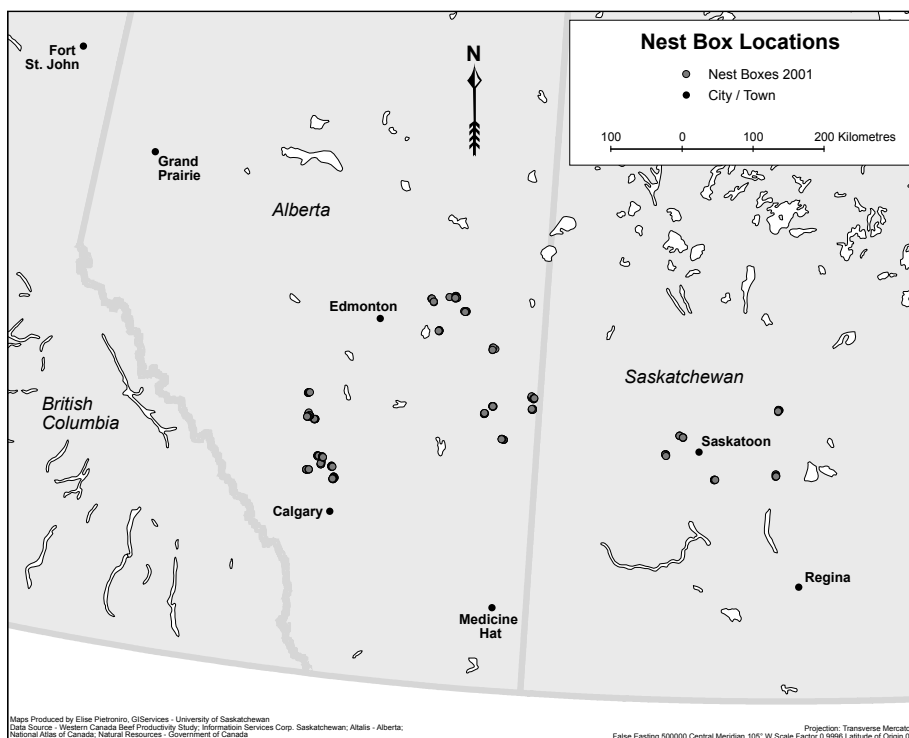 Nest Box Locations
Nest Boxes 2001
City / Town
100 0 100 200 Kilometres
N
Fort
St. John
Grand
Prairie
Alberta
Edmonton
British
Columbia
Saskatchewan
Saskatoon
Calgary
Regina
Medicine
Hat
Maps Produced by Elise Pietroniro, GIServices - University of Saskatchewan
Data Source - Western Canada Beef Productivity Study; Informatioin Services Corp. Saskatchewan; Altalis - Alberta;
National Atlas of Canada; Natural Resources - Government of Canada
Projection: Transverse Mercato
False Easting 500000 Central Meridian 105° W Scale Factor 0.9996 Latitude of Origin 0